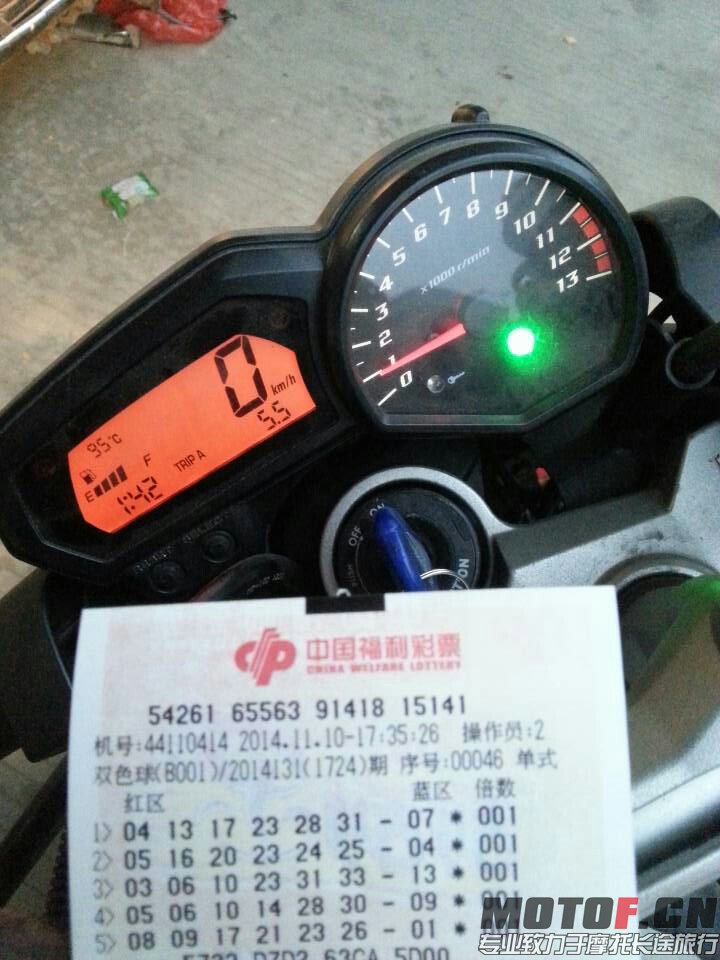 4 5 6 7 8 9 10 11 12 13
3
2
1
0
x1000 r/min
0 km/h
95°C
5.5
E F TRIP A
1:42
RESET SELECT
OFF ON
PUSH
中国福利彩票
CHINA WELFARE LOTTERY
54261 65563 91418 15141
机号:44110414 2014.11.10-17:35:26 操作员:2
双色球(B001)/2014131(1724)期 序号:00046 单式
红区 蓝区 倍数
1> 04 13 17 23 28 31 - 07 * 001
2> 05 16 20 23 24 25 - 04 * 001
3> 03 06 10 23 31 33 - 13 * 001
4> 05 06 10 14 28 30 - 09 * 001
5> 08 09 17 21 23 26 - 01 *
MOTOF.CN
专业致力于摩托长途旅行